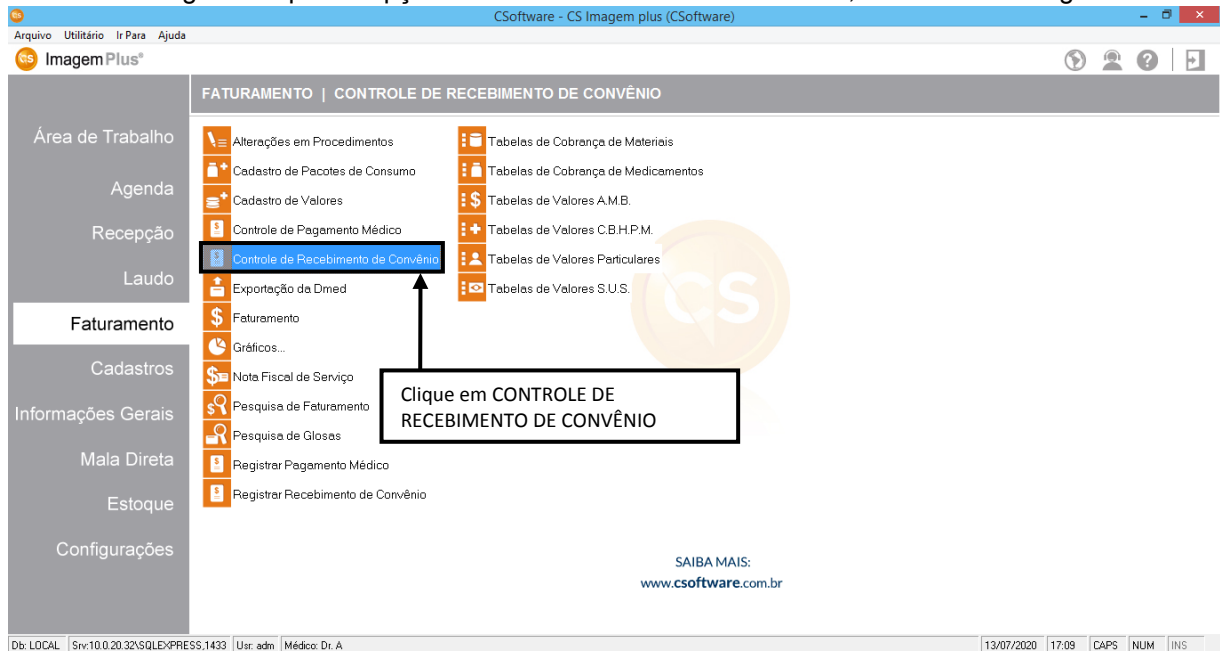 CSoftware - CS Imagem plus (CSoftware)
Arquivo Utilitário Ir Para Ajuda
CS ImagemPlus®
FATURAMENTO | CONTROLE DE RECEBIMENTO DE CONVÊNIO
Área de Trabalho
Agenda
Recepção
Laudo
Faturamento
Cadastros
Informações Gerais
Mala Direta
Estoque
Configurações
Alterações em Procedimentos
Cadastro de Pacotes de Consumo
Cadastro de Valores
Controle de Pagamento Médico
Controle de Recebimento de Convênio
Exportação da Dmed
Faturamento
Gráficos...
Nota Fiscal de Serviço
Pesquisa de Faturamento
Pesquisa de Glosas
Registrar Pagamento Médico
Registrar Recebimento de Convênio
Tabelas de Cobrança de Materiais
Tabelas de Cobrança de Medicamentos
Tabelas de Valores A.M.B.
Tabelas de Valores C.B.H.P.M.
Tabelas de Valores Particulares
Tabelas de Valores S.U.S.
CS
Clique em CONTROLE DE
RECEBIMENTO DE CONVÊNIO
SAIBA MAIS:
www.csoftware.com.br
Db: LOCAL Srv:10.0.20.32\SQLEXPRESS,1433 Usr: adm Médico: Dr. A 13/07/2020 17:09 CAPS NUM INS